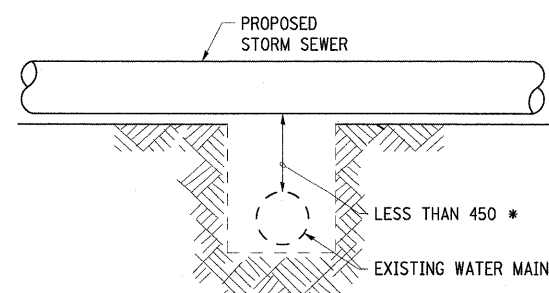 PROPOSED
STORM SEWER
LESS THAN 450 *
EXISTING WATER MAIN